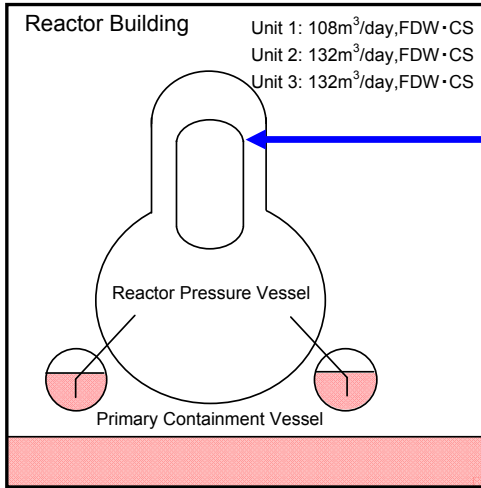 Reactor Building
Unit 1: 108m³/day,FDW・CS
Unit 2: 132m³/day,FDW・CS
Unit 3: 132m³/day,FDW・CS
Reactor Pressure Vessel
Primary Containment Vessel